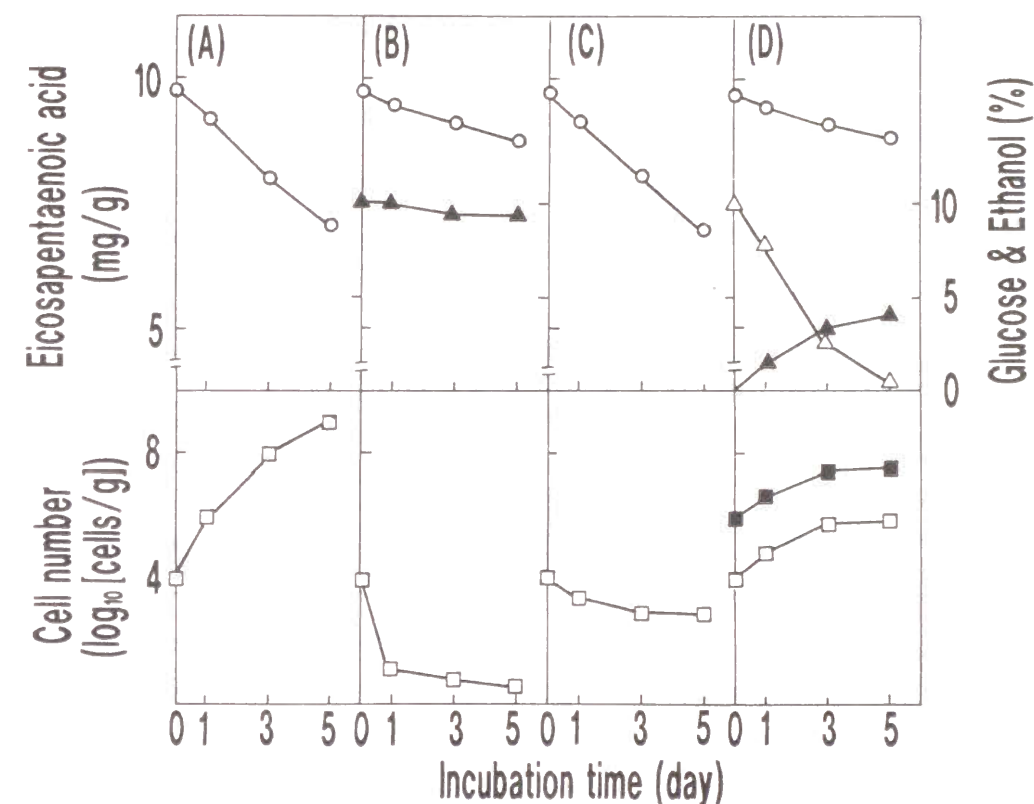 (A)
(B)
(C)
(D)
Eicosapentaenoic acid
(mg/g)
10
5
Glucose & Ethanol (%)
10
5
0
Cell number
(log₁₀ [cells/g])
8
4
0 1 3 5 0 1 3 5 0 1 3 5 0 1 3 5
Incubation time (day)